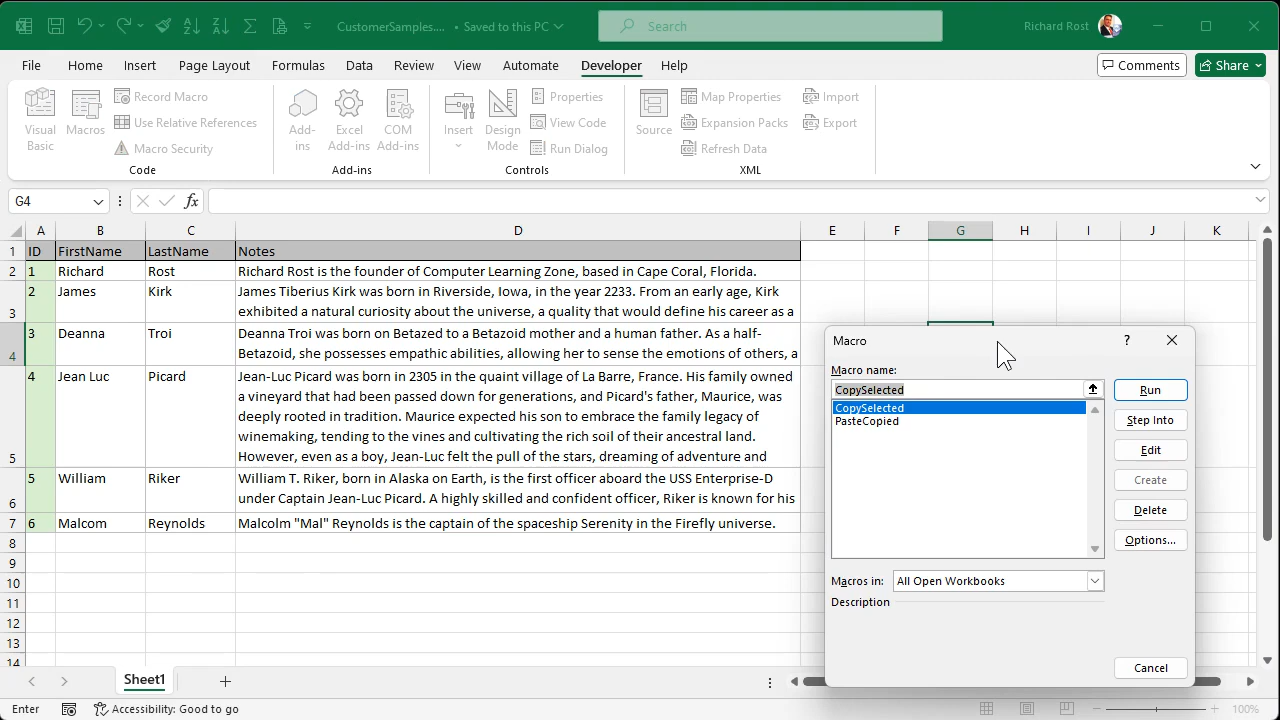 CustomerSamples.... • Saved to this PC
Search
Richard Rost
File Home Insert Page Layout Formulas Data Review View Automate Developer Help
Comments Share
Visual Basic
Macros
Record Macro
Use Relative References
Macro Security
Code
Add-ins
Excel Add-ins
COM Add-ins
Add-ins
Insert
Design Mode
Properties
View Code
Run Dialog
Controls
Source
Map Properties
Expansion Packs
Refresh Data
Import
Export
XML
G4 fx
A B C D E F G H I J K
1 ID FirstName LastName Notes
2 1 Richard Rost Richard Rost is the founder of Computer Learning Zone, based in Cape Coral, Florida.
2 James Kirk James Tiberius Kirk was born in Riverside, Iowa, in the year 2233. From an early age, Kirk
3 exhibited a natural curiosity about the universe, a quality that would define his career as a
3 Deanna Troi Deanna Troi was born on Betazed to a Betazoid mother and a human father. As a half-
4 Betazoid, she possesses empathic abilities, allowing her to sense the emotions of others, a
4 Jean Luc Picard Jean-Luc Picard was born in 2305 in the quaint village of La Barre, France. His family owned
a vineyard that had been passed down for generations, and Picard's father, Maurice, was
deeply rooted in tradition. Maurice expected his son to embrace the family legacy of
winemaking, tending to the vines and cultivating the rich soil of their ancestral land.
5 However, even as a boy, Jean-Luc felt the pull of the stars, dreaming of adventure and
5 William Riker William T. Riker, born in Alaska on Earth, is the first officer aboard the USS Enterprise-D
6 under Captain Jean-Luc Picard. A highly skilled and confident officer, Riker is known for his
7 6 Malcom Reynolds Malcolm "Mal" Reynolds is the captain of the spaceship Serenity in the Firefly universe.
8
9
10
11
12
13
14
Macro ?
Macro name:
CopySelected
CopySelected
PasteCopied
Run
Step Into
Edit
Create
Delete
Options...
Macros in: All Open Workbooks
Description
Cancel
Sheet1
Enter Accessibility: Good to go 100%